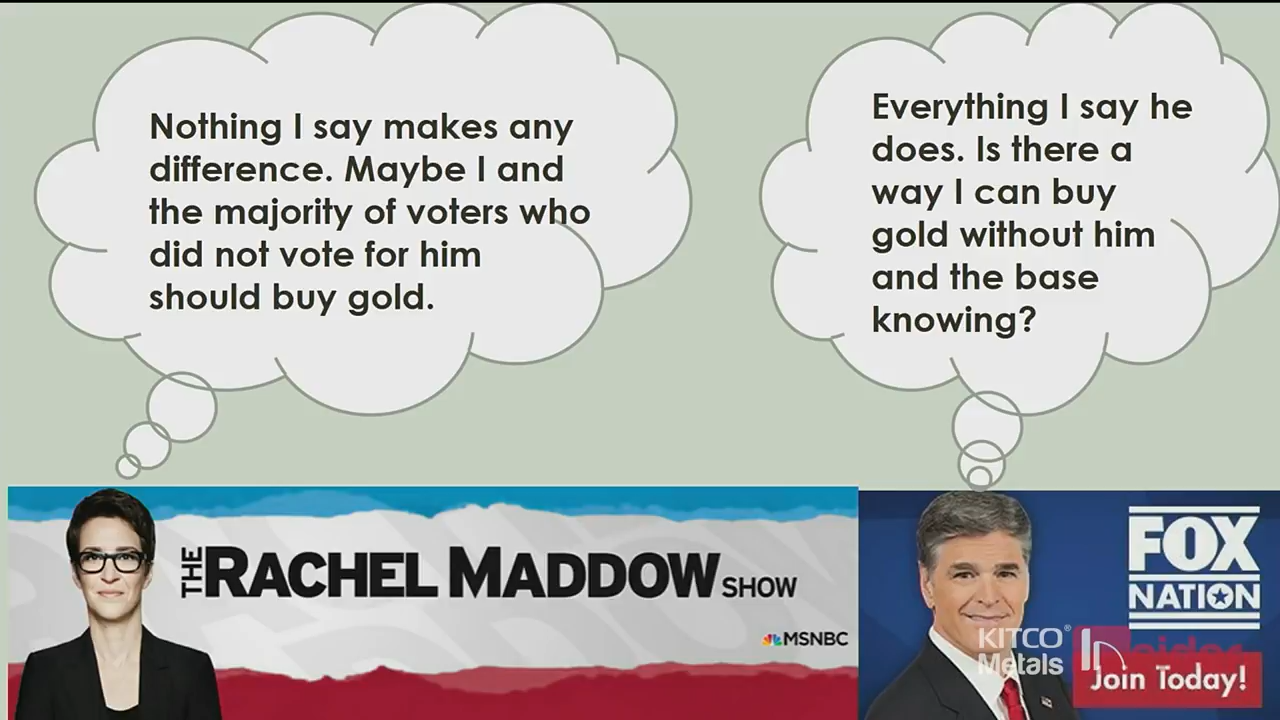 Nothing I say makes any
difference. Maybe I and
the majority of voters who
did not vote for him
should buy gold.
Everything I say he
does. Is there a
way I can buy
gold without him
and the base
knowing?
THE RACHEL MADDOW SHOW
MSNBC
FOX
NATION
KITCO®
Metals
Join Today!